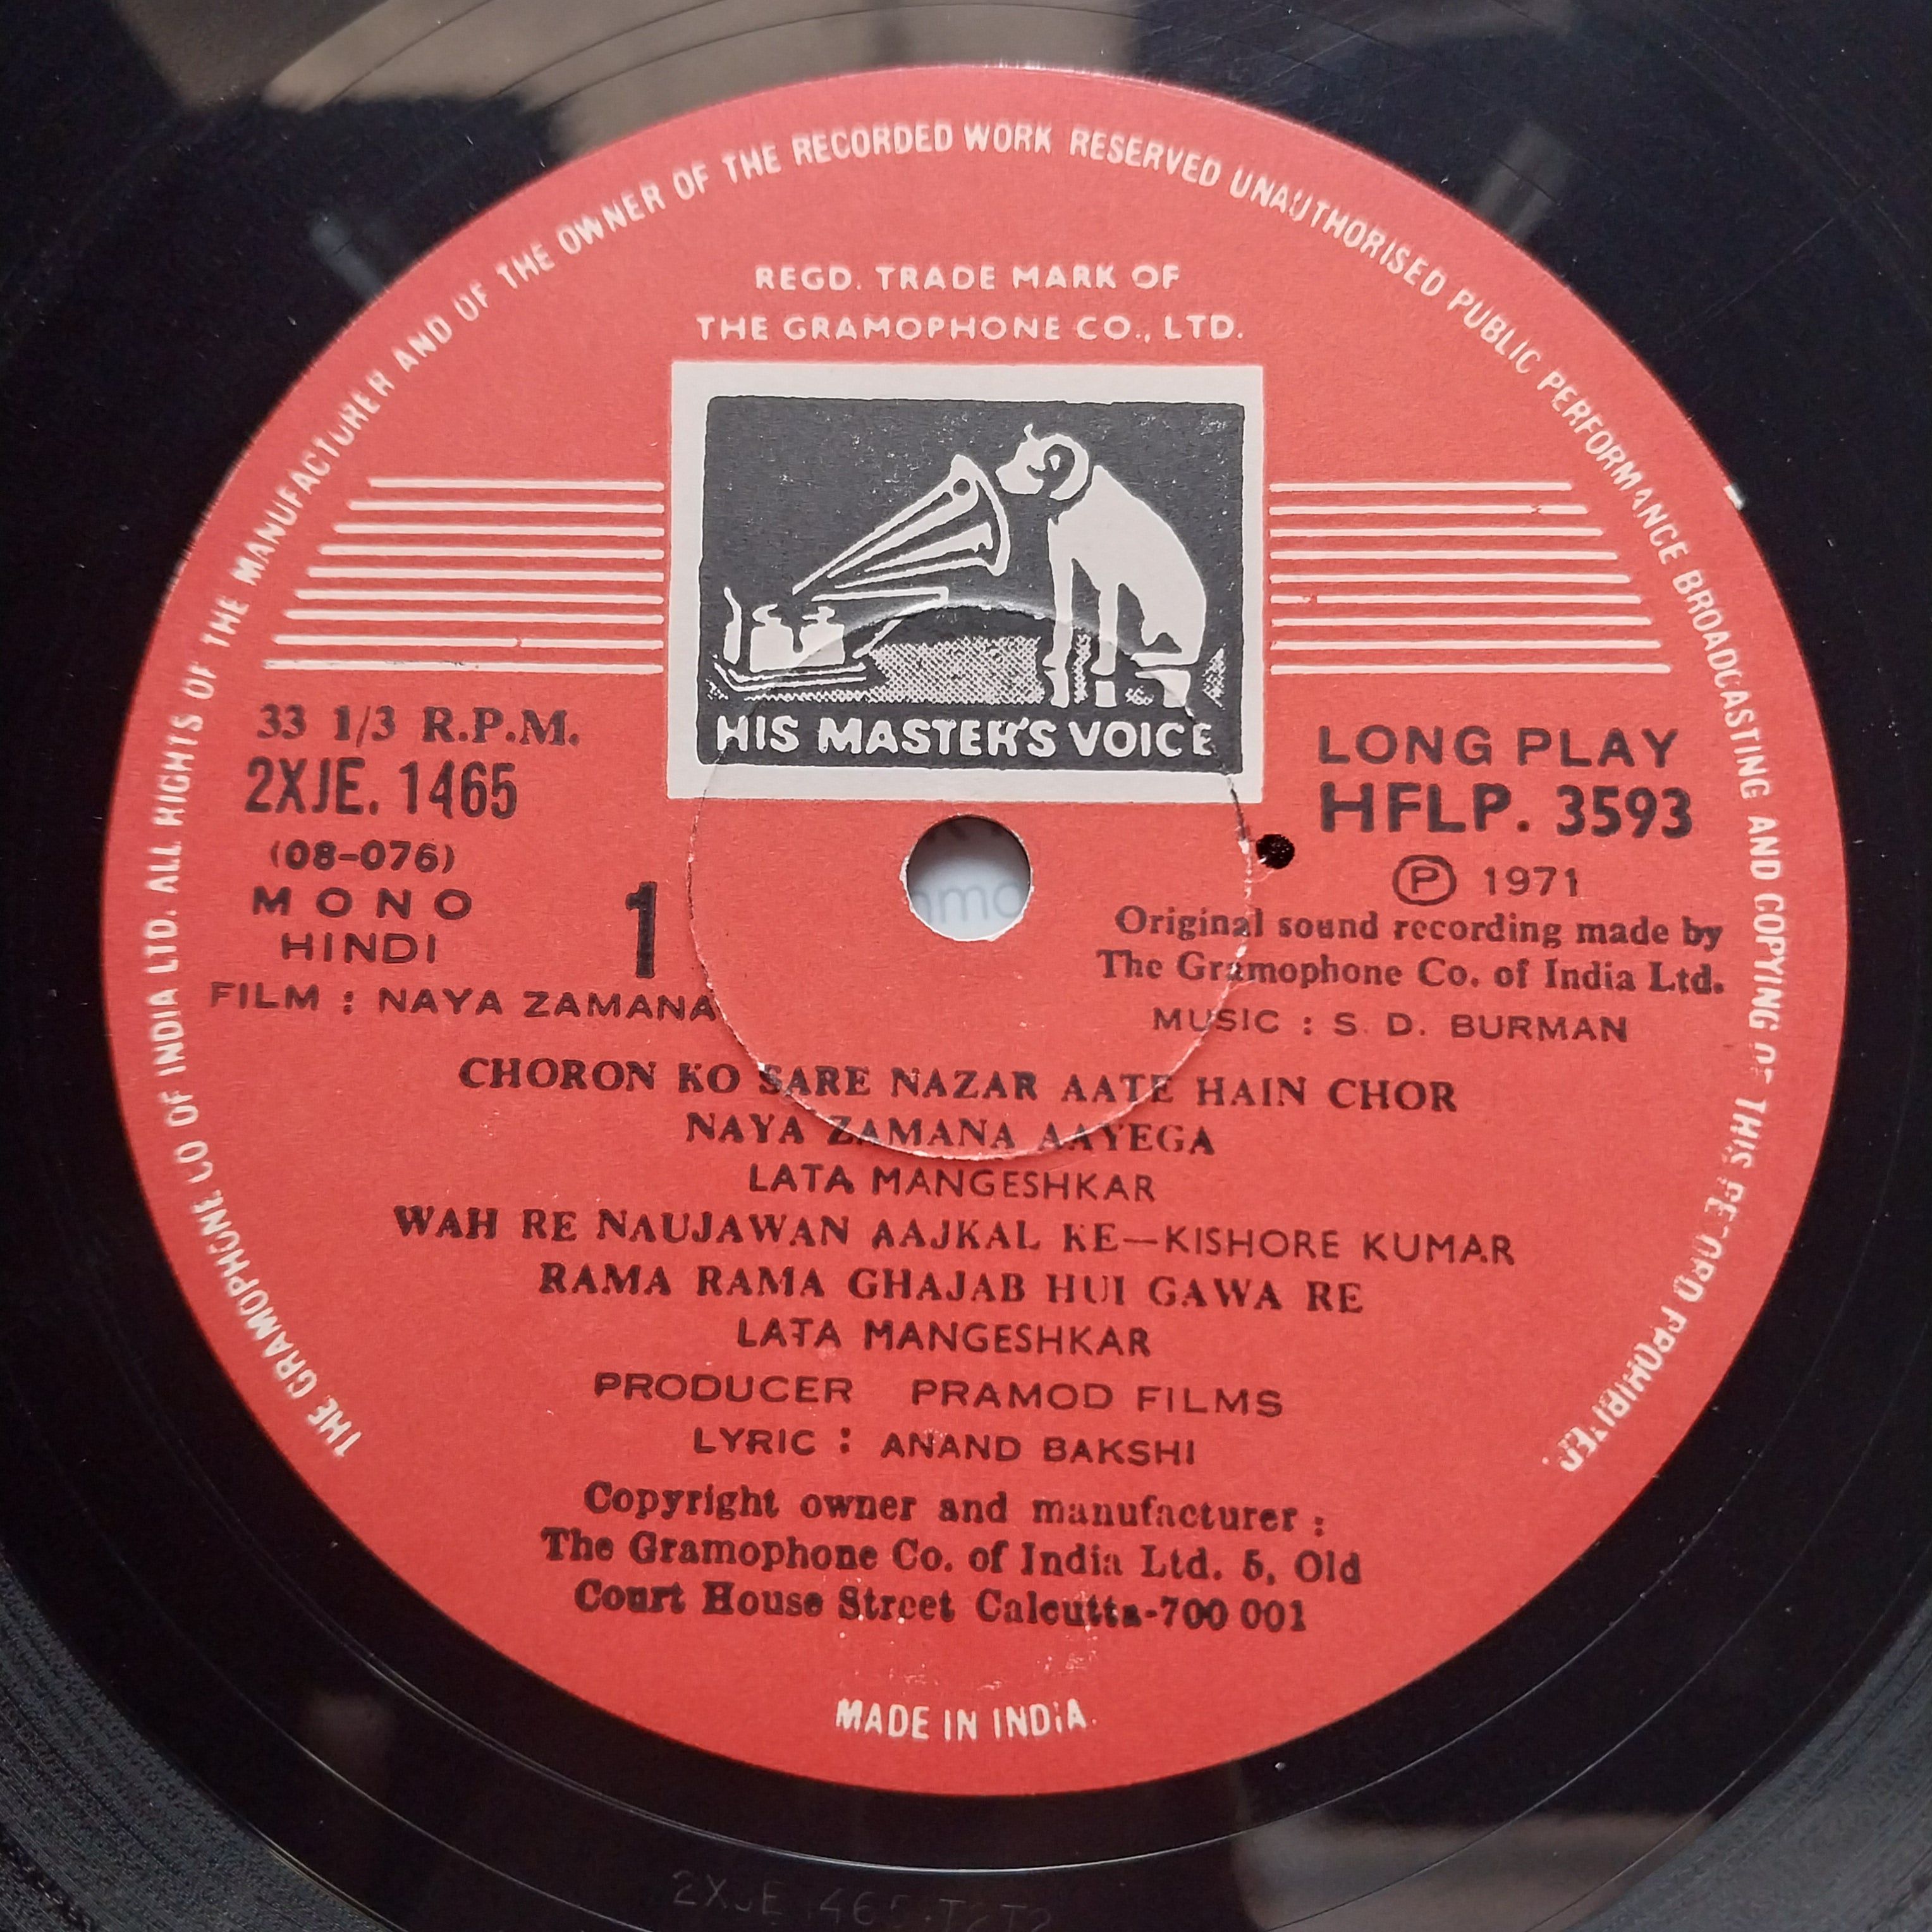 THE GRAMOPHONE CO OF INDIA LTD. ALL RIGHTS OF THE MANUFACTURER AND OF THE OWNER OF THE RECORDED WORK RESERVED UNAUTHORISED PUBLIC PERFORMANCE BROADCASTING AND COPYING OF THIS RECORD PROHIBITED
REGD. TRADE MARK OF
THE GRAMOPHONE CO., LTD.
HIS MASTER'S VOICE
33 1/3 R.P.M.
2XJE. 1465
(08-076)
MONO
HINDI
1
FILM : NAYA ZAMANA
LONG PLAY
HFLP. 3593
Ⓟ 1971
Original sound recording made by
The Gramophone Co. of India Ltd.
MUSIC : S. D. BURMAN
CHORON KO SARE NAZAR AATE HAIN CHOR
NAYA ZAMANA AAYEGA
LATA MANGESHKAR
WAH RE NAUJAWAN AAJKAL KE—KISHORE KUMAR
RAMA RAMA GHAJAB HUI GAWA RE
LATA MANGESHKAR
PRODUCER PRAMOD FILMS
LYRIC : ANAND BAKSHI
Copyright owner and manufacturer :
The Gramophone Co. of India Ltd. 5, Old
Court House Street Calcutta-700 001
MADE IN INDIA.